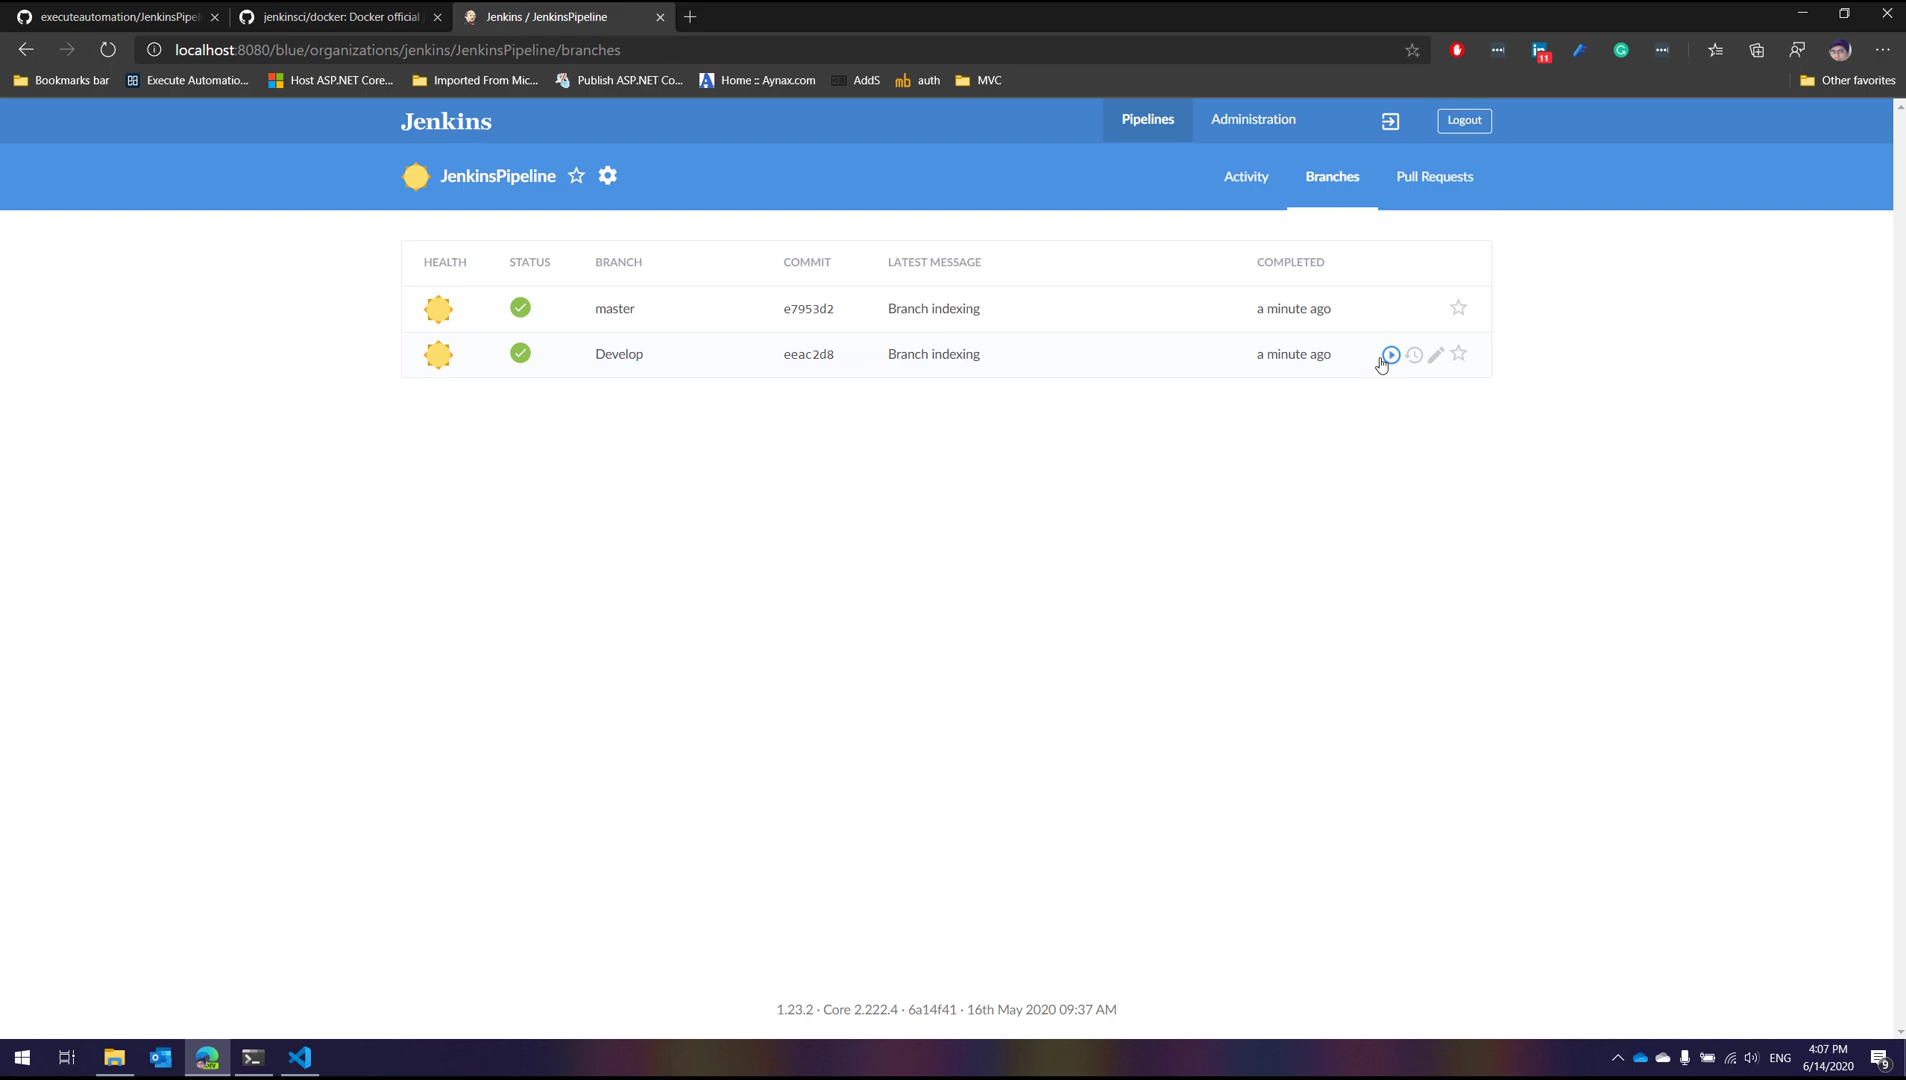 executeautomation/JenkinsPipel
jenkinsci/docker: Docker official
Jenkins / JenkinsPipeline
localhost:8080/blue/organizations/jenkins/JenkinsPipeline/branches
11
Bookmarks bar
Execute Automatio...
Host ASP.NET Core...
Imported From Mic...
Publish ASP.NET Co...
Home :: Aynax.com
AddS
auth
MVC
Other favorites
Jenkins
Pipelines
Administration
Logout
JenkinsPipeline
Activity
Branches
Pull Requests
HEALTH STATUS BRANCH COMMIT LATEST MESSAGE COMPLETED
master e7953d2 Branch indexing a minute ago
Develop eeac2d8 Branch indexing a minute ago
1.23.2 · Core 2.222.4 · 6a14f41 · 16th May 2020 09:37 AM
ENG
4:07 PM
6/14/2020
9